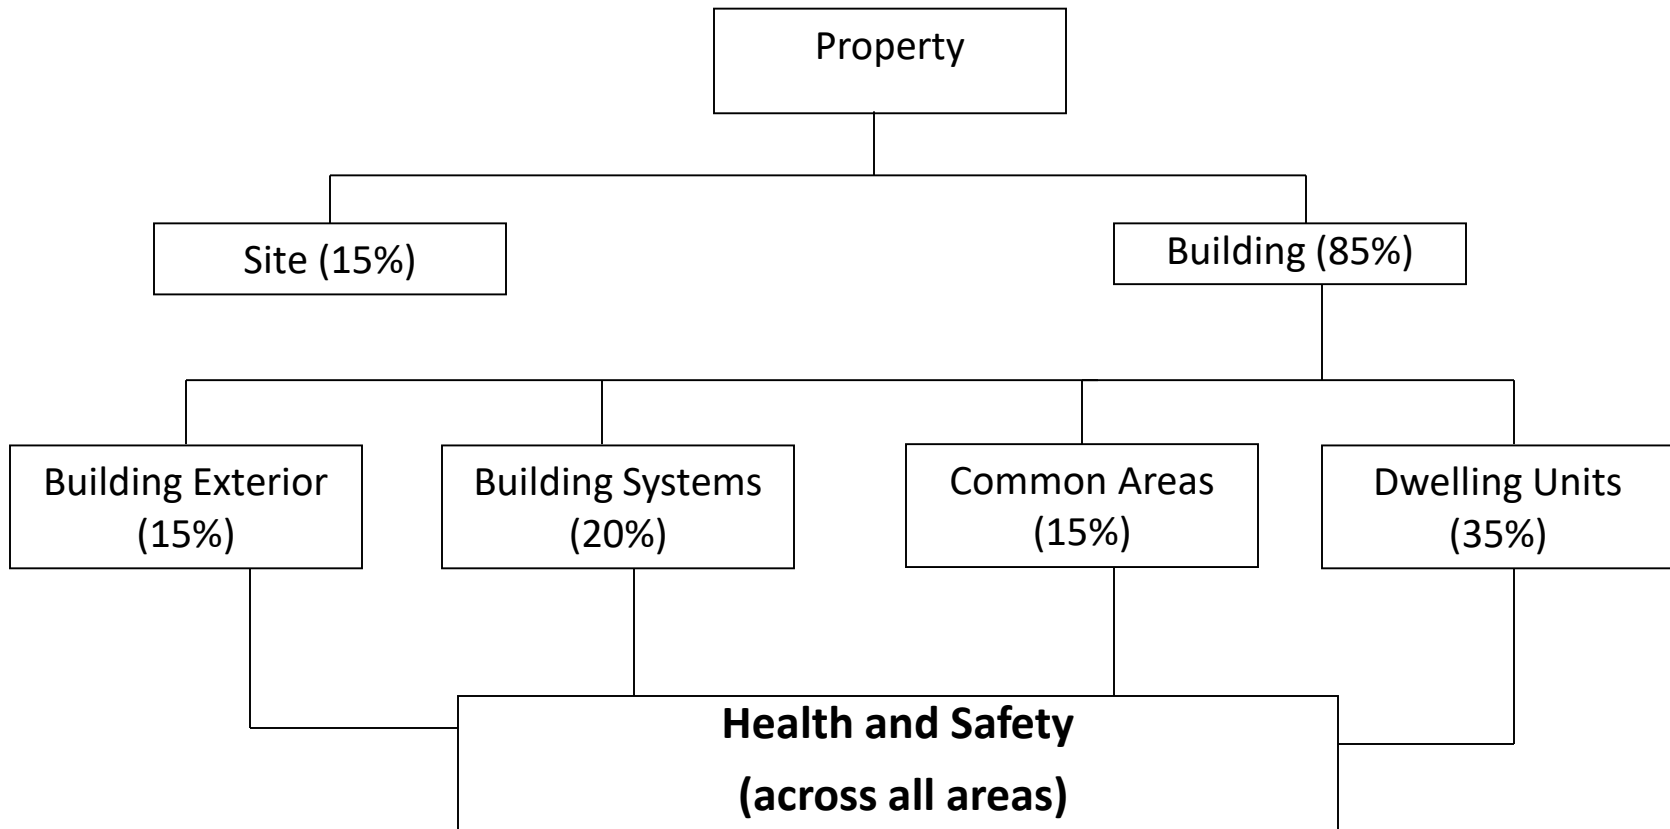 Property
Site (15%)
Building (85%)
Building Exterior
(15%)
Building Systems
(20%)
Common Areas
(15%)
Dwelling Units
(35%)
Health and Safety
(across all areas)